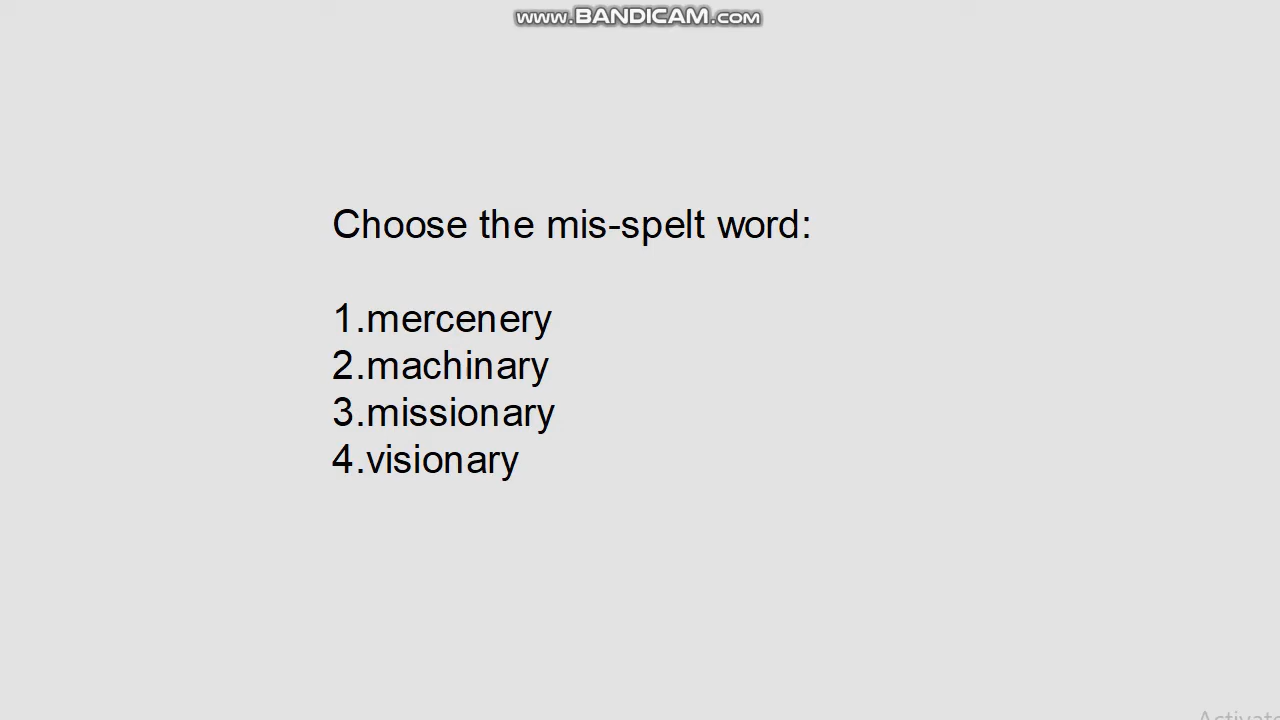 www.BANDICAM.com
Choose the mis-spelt word:
1.mercenery
2.machinary
3.missionary
4.visionary